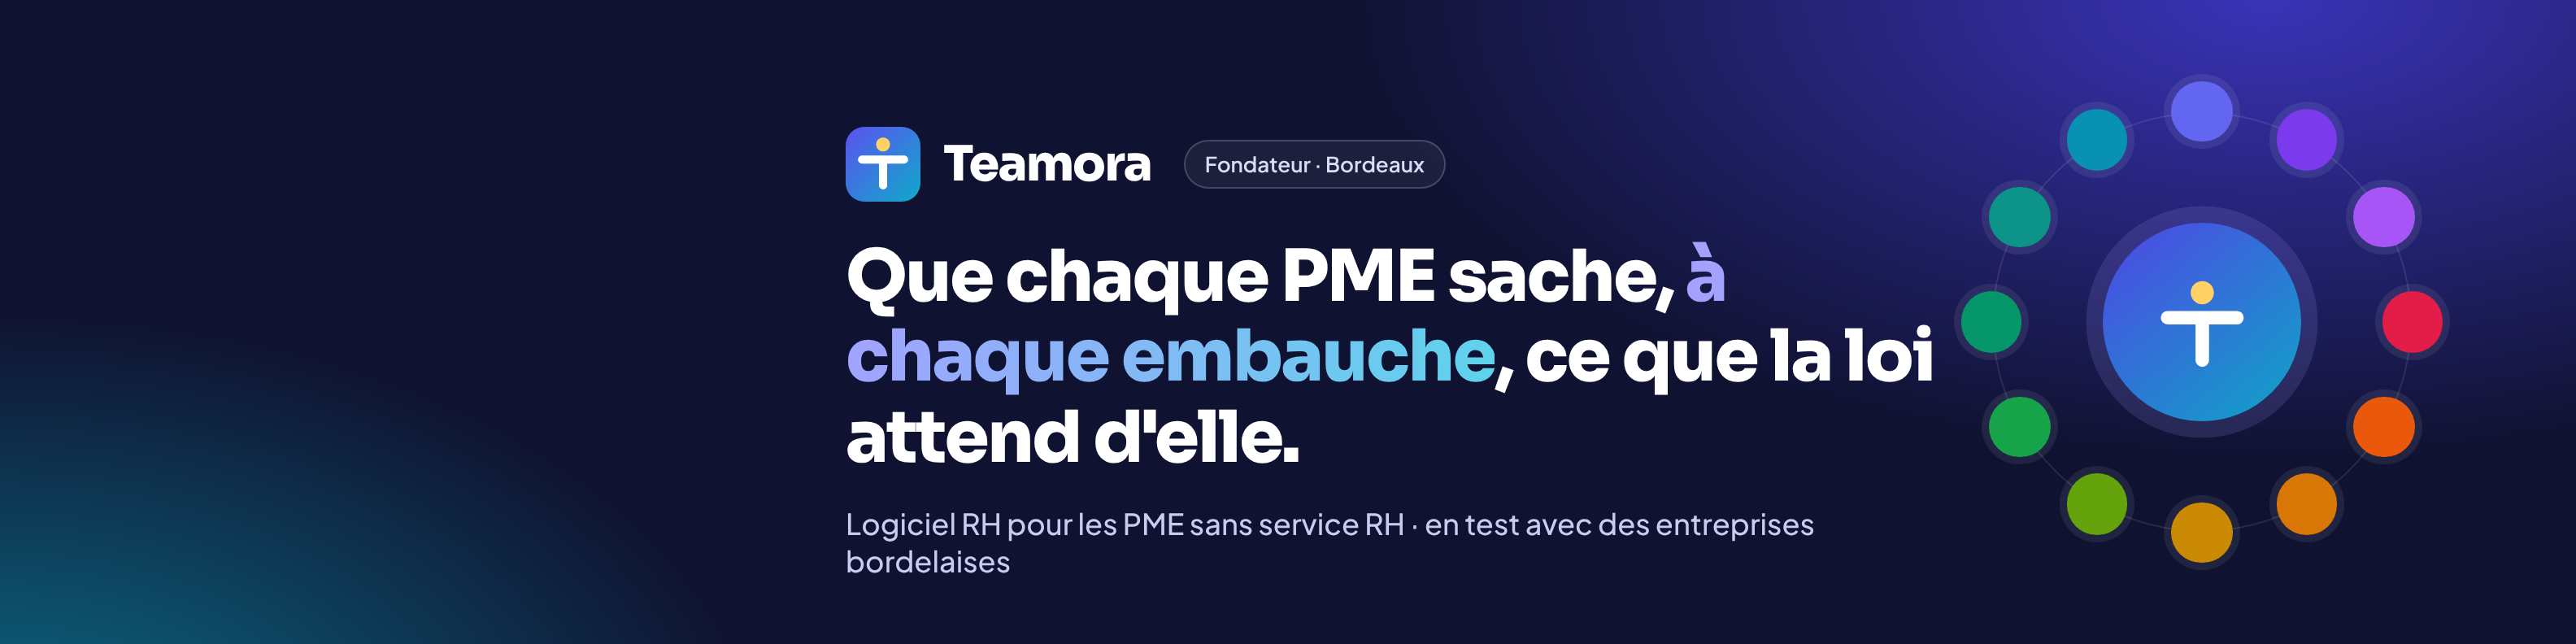 Teamora
Fondateur · Bordeaux
Que chaque PME sache, à
chaque embauche, ce que la loi
attend d'elle.
Logiciel RH pour les PME sans service RH · en test avec des entreprises
bordelaises